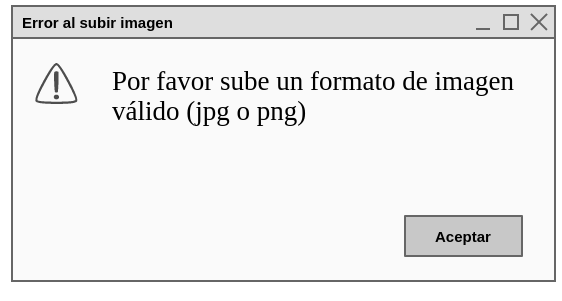 Error al subir imagen
Por favor sube un formato de imagen
válido (jpg o png)
Aceptar